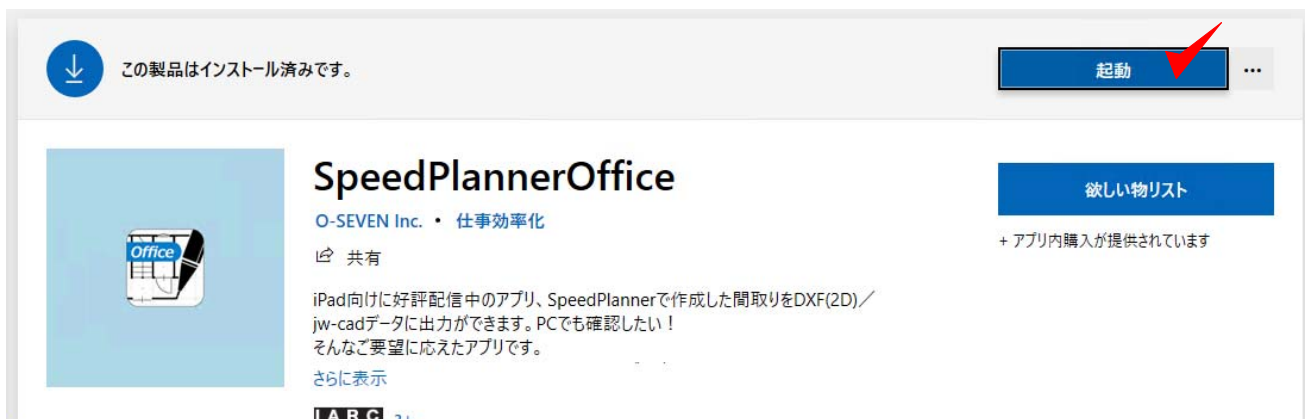 この製品はインストール済みです。
起動
...
SpeedPlannerOffice
O-SEVEN Inc. • 仕事効率化
共有
欲しい物リスト
+ アプリ内購入が提供されています
Office
iPad向けに好評配信中のアプリ、SpeedPlannerで作成した間取りをDXF(2D)／
jw-cadデータに出力ができます。PCでも確認したい！
そんなご要望に応えたアプリです。
さらに表示
IARC